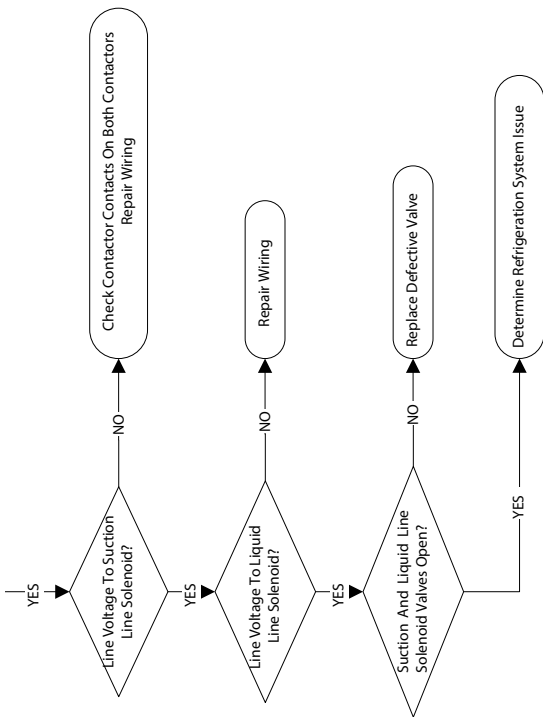 YES
Line Voltage To Suction
Line Solenoid?
NO
Check Contactor Contacts On Both Contactors
Repair Wiring
YES
Line Voltage To Liquid
Line Solenoid?
NO
Repair Wiring
YES
Suction And Liquid Line
Solenoid Valves Open?
NO
Replace Defective Valve
YES
Determine Refrigeration System Issue